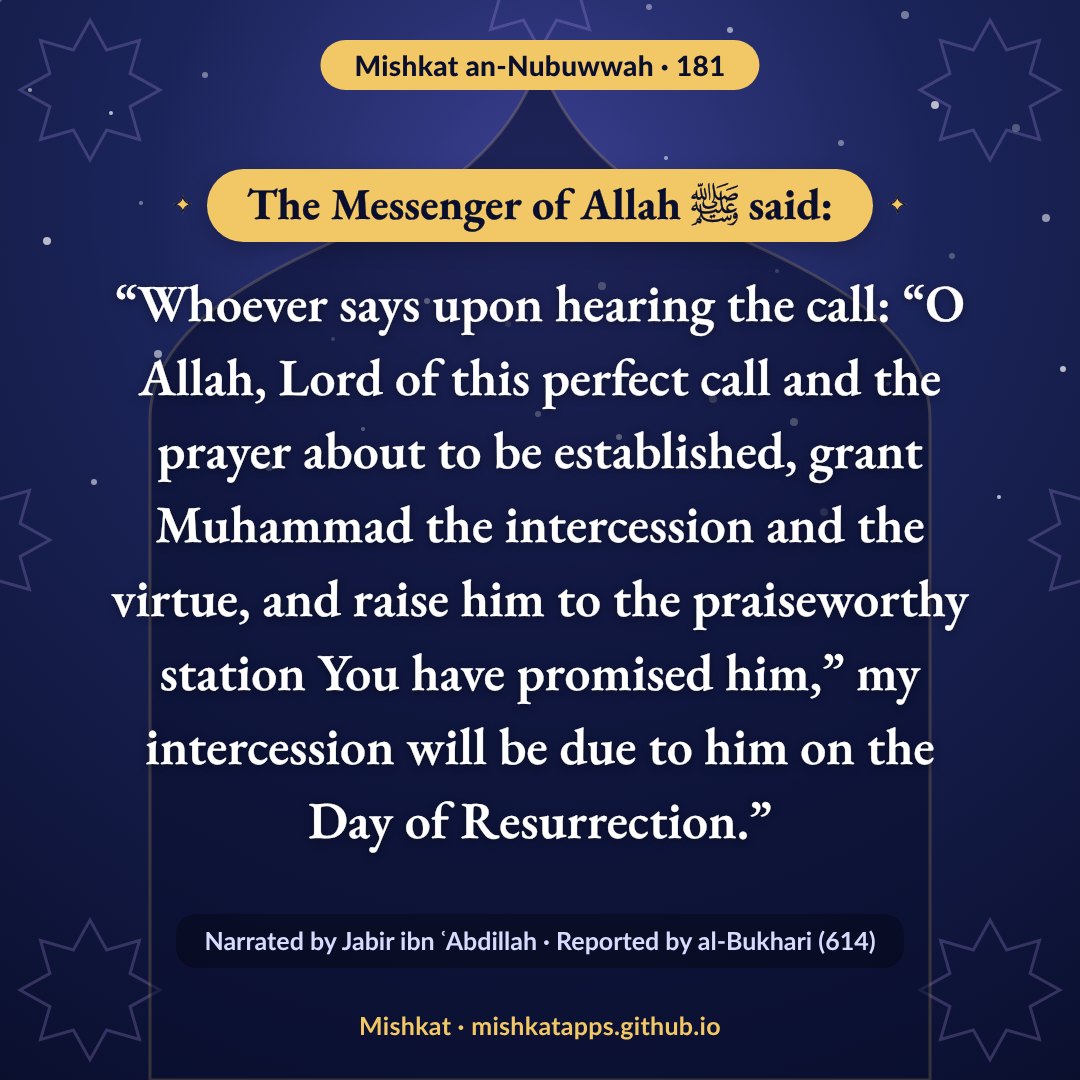 Mishkat an-Nubuwwah · 181
The Messenger of Allah ﷺ said:
“Whoever says upon hearing the call: “O
Allah, Lord of this perfect call and the
prayer about to be established, grant
Muhammad the intercession and the
virtue, and raise him to the praiseworthy
station You have promised him,” my
intercession will be due to him on the
Day of Resurrection.”
Narrated by Jabir ibn ʿAbdillah · Reported by al-Bukhari (614)
Mishkat · mishkatapps.github.io